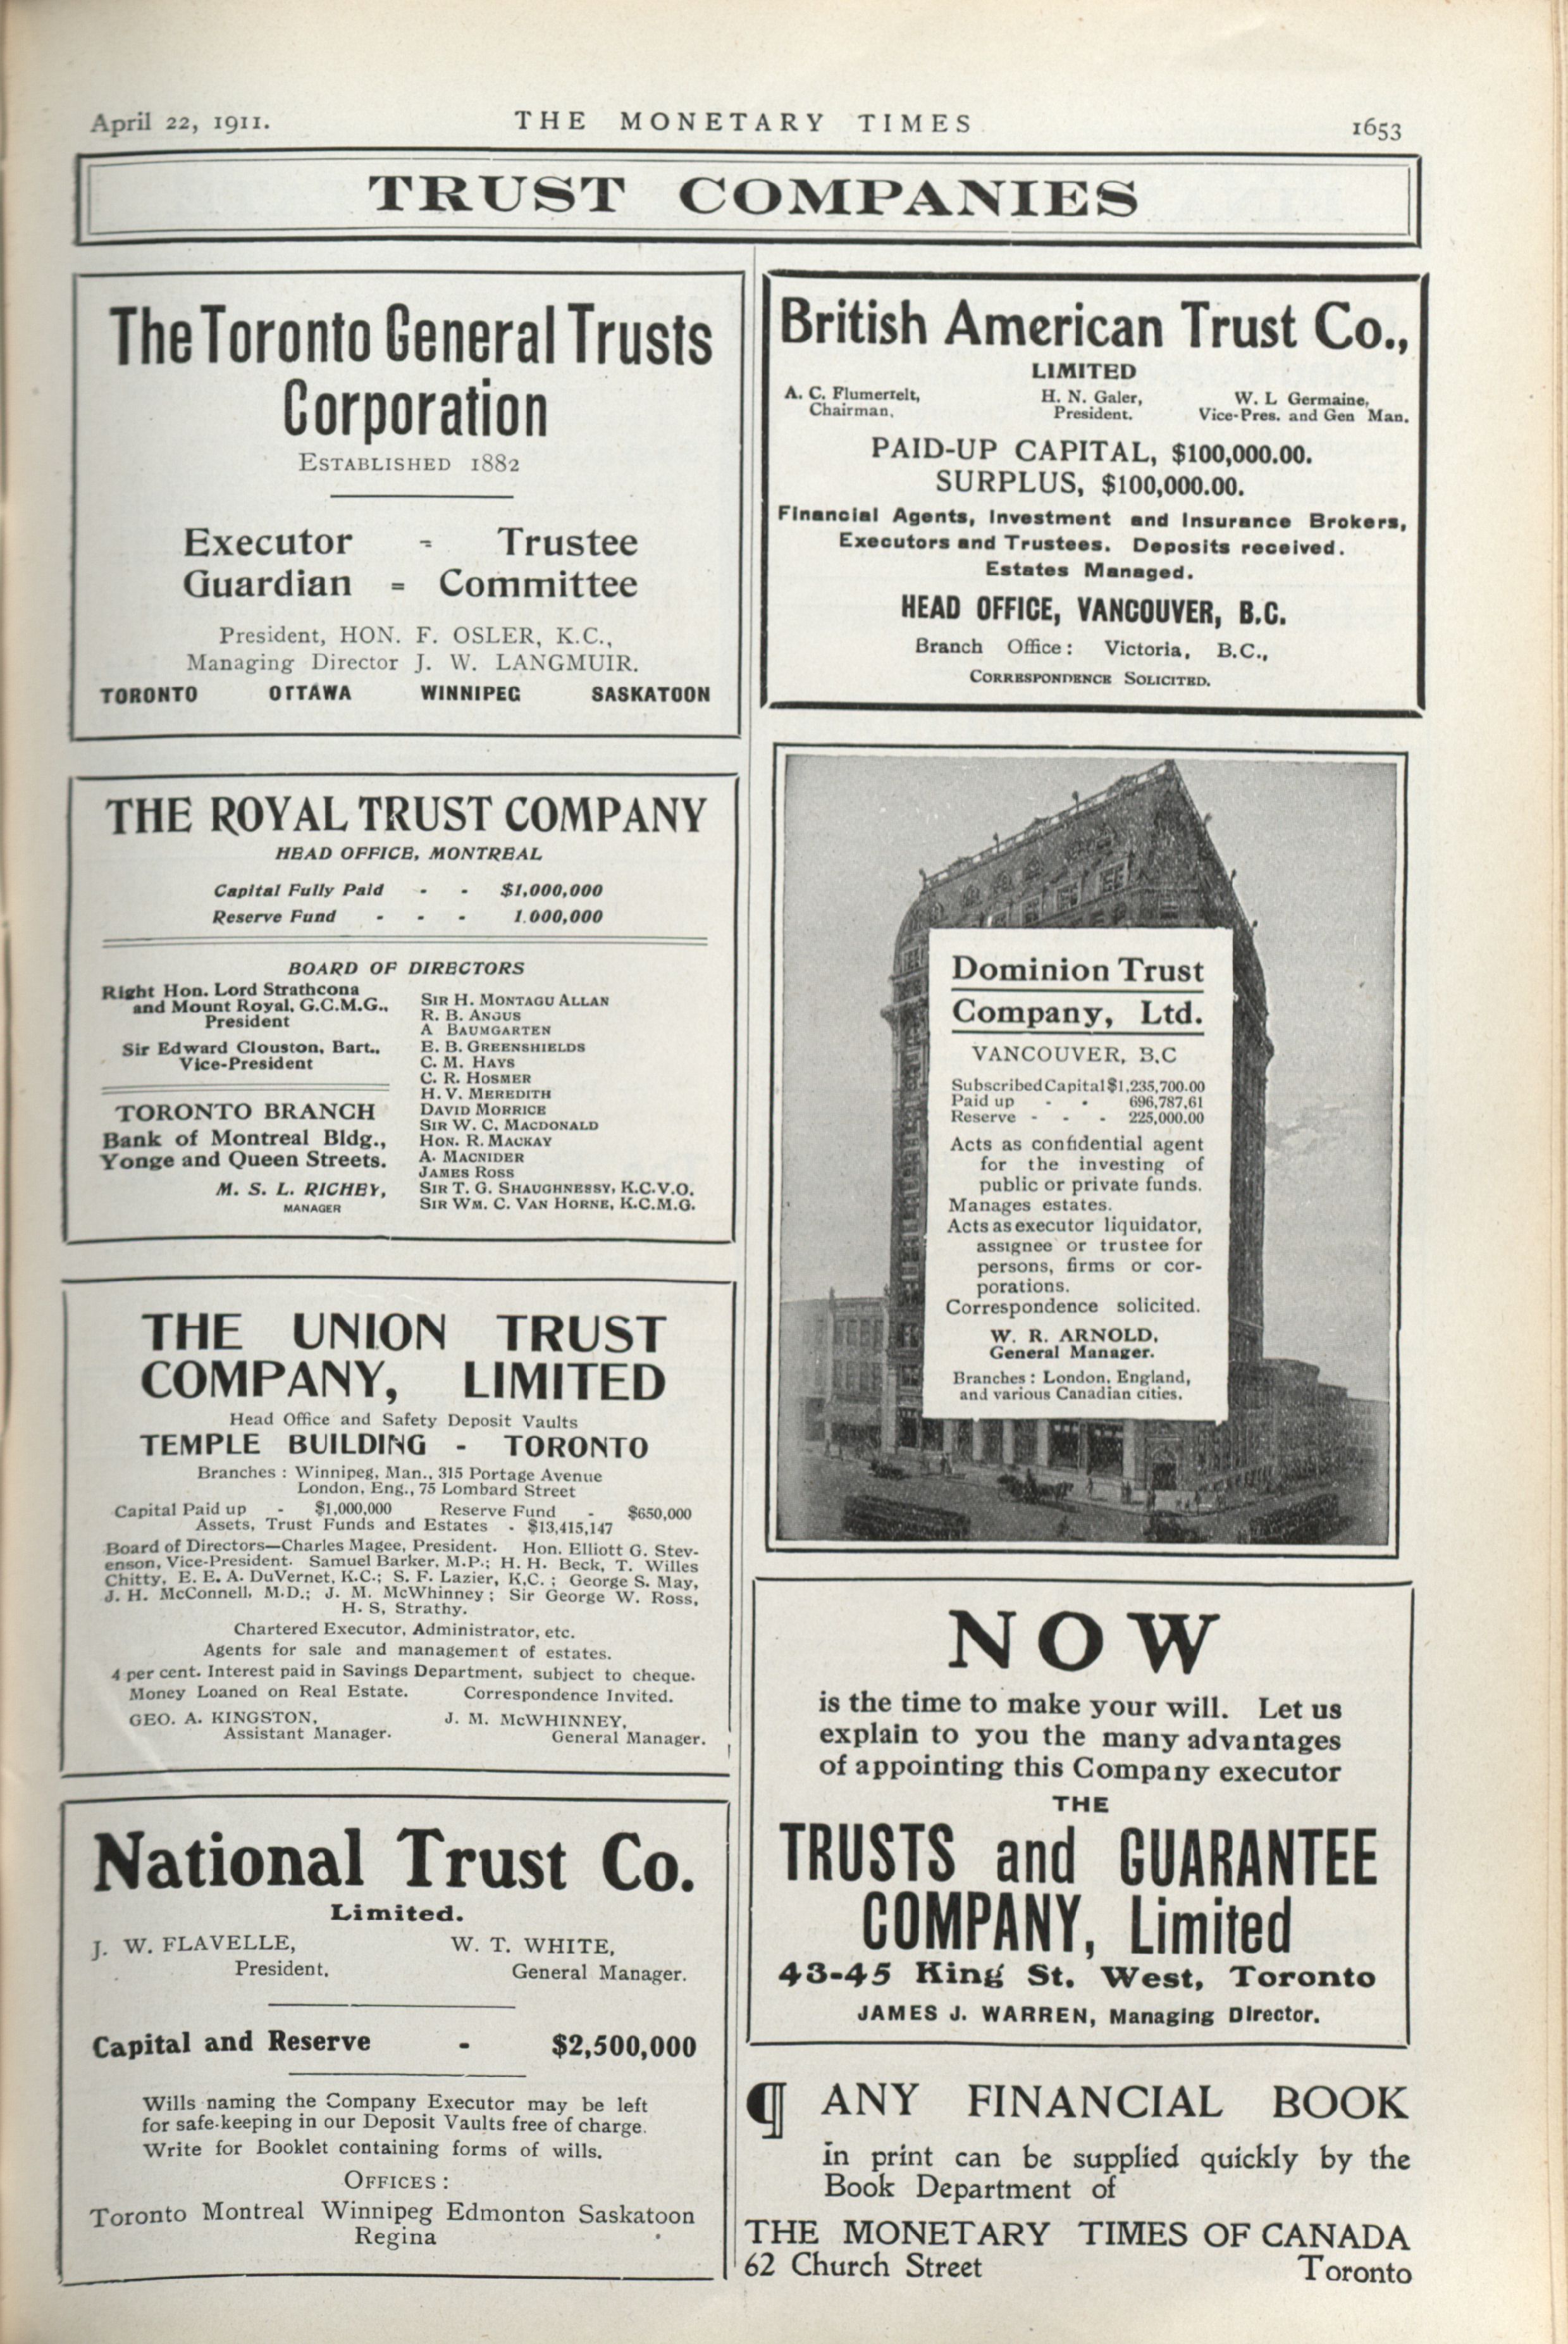 April 22, 1911.
THE MONETARY TIMES
1653
TRUST COMPANIES
The Toronto General Trusts
Corporation
ESTABLISHED 1882
Executor - Trustee
Guardian = Committee
President, HON. F. OSLER, K.C.,
Managing Director J. W. LANGMUIR.
TORONTO OTTAWA WINNIPEG SASKATOON
THE ROYAL TRUST COMPANY
HEAD OFFICE, MONTREAL
Capital Fully Paid - - $1,000,000
Reserve Fund - - - 1.000,000
BOARD OF DIRECTORS
Right Hon. Lord Strathcona
and Mount Royal, G.C.M.G.,
President
Sir Edward Clouston, Bart.,
Vice-President
TORONTO BRANCH
Bank of Montreal Bldg.,
Yonge and Queen Streets.
M. S. L. RICHEY,
MANAGER
SIR H. MONTAGU ALLAN
R. B. ANGUS
A BAUMGARTEN
E. B. GREENSHIELDS
C. M. HAYS
C. R. HOSMER
H. V. MEREDITH
DAVID MORRICE
SIR W. C. MACDONALD
HON. R. MACKAY
A. MACNIDER
JAMES ROSS
SIR T. G. SHAUGHNESSY, K.C.V.O.
SIR WM. C. VAN HORNE, K.C.M.G.
THE UNION TRUST
COMPANY, LIMITED
Head Office and Safety Deposit Vaults
TEMPLE BUILDING - TORONTO
Branches : Winnipeg, Man., 315 Portage Avenue
London, Eng., 75 Lombard Street
Capital Paid up - $1,000,000 Reserve Fund - $650,000
Assets, Trust Funds and Estates - $13,415,147
Board of Directors—Charles Magee, President. Hon. Elliott G. Stev-
enson, Vice-President. Samuel Barker, M.P.; H. H. Beck, T. Willes
Chitty, E. E. A. DuVernet, K.C.; S. F. Lazier, K.C. ; George S. May,
J. H. McConnell, M.D.; J. M. McWhinney; Sir George W. Ross,
H. S, Strathy.
Chartered Executor, Administrator, etc.
Agents for sale and management of estates.
4 per cent. Interest paid in Savings Department, subject to cheque.
Money Loaned on Real Estate. Correspondence Invited.
GEO. A. KINGSTON, J. M. McWHINNEY,
Assistant Manager. General Manager.
National Trust Co.
Limited.
J. W. FLAVELLE, W. T. WHITE,
President. General Manager.
Capital and Reserve - $2,500,000
Wills naming the Company Executor may be left
for safe-keeping in our Deposit Vaults free of charge.
Write for Booklet containing forms of wills.
OFFICES :
Toronto Montreal Winnipeg Edmonton Saskatoon
Regina
British American Trust Co.,
LIMITED
A. C. Flumerfelt, H. N. Galer, W. L Germaine,
Chairman. President. Vice-Pres. and Gen Man.
PAID-UP CAPITAL, $100,000.00.
SURPLUS, $100,000.00.
Financial Agents, Investment and Insurance Brokers,
Executors and Trustees. Deposits received.
Estates Managed.
HEAD OFFICE, VANCOUVER, B.C.
Branch Office : Victoria, B.C.,
CORRESPONDENCE SOLICITED.
Dominion Trust
Company, Ltd.
VANCOUVER, B.C
Subscribed Capital $1,235,700.00
Paid up - - 696,787,61
Reserve - - - 225,000.00
Acts as confidential agent
for the investing of
public or private funds.
Manages estates.
Acts as executor liquidator,
assignee or trustee for
persons, firms or cor-
porations.
Correspondence solicited.
W. R. ARNOLD,
General Manager.
Branches : London, England,
and various Canadian cities.
NOW
is the time to make your will. Let us
explain to you the many advantages
of appointing this Company executor
THE
TRUSTS and GUARANTEE
COMPANY, Limited
43-45 King St. West, Toronto
JAMES J. WARREN, Managing Director.
¶ ANY FINANCIAL BOOK
in print can be supplied quickly by the
Book Department of
THE MONETARY TIMES OF CANADA
62 Church Street Toronto